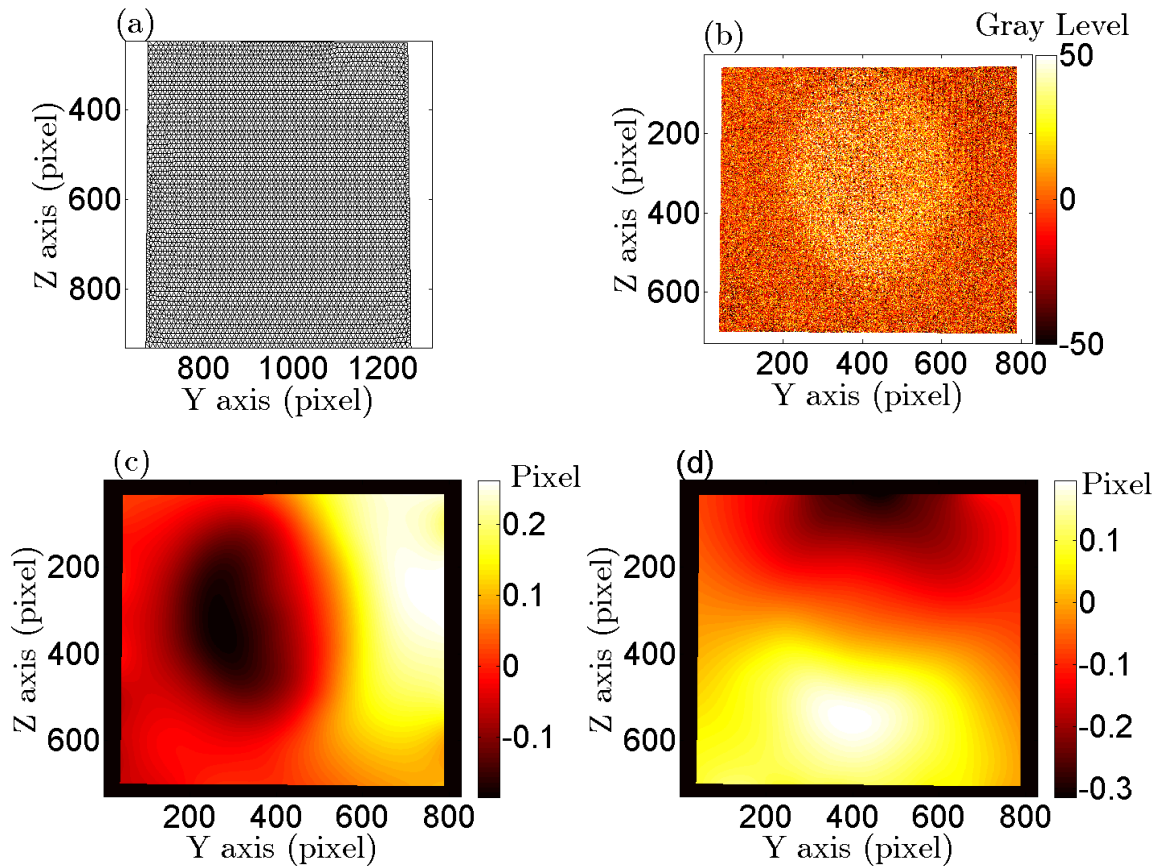 (a)
400
600
800
Z axis (pixel)
800 1000 1200
Y axis (pixel)
(b)
Gray Level
50
0
-50
200
400
600
Z axis (pixel)
200 400 600 800
Y axis (pixel)
(c)
Pixel
0.2
0.1
0
-0.1
200
400
600
Z axis (pixel)
200 400 600 800
Y axis (pixel)
(d)
Pixel
0.1
0
-0.1
-0.2
-0.3
200
400
600
Z axis (pixel)
200 400 600 800
Y axis (pixel)